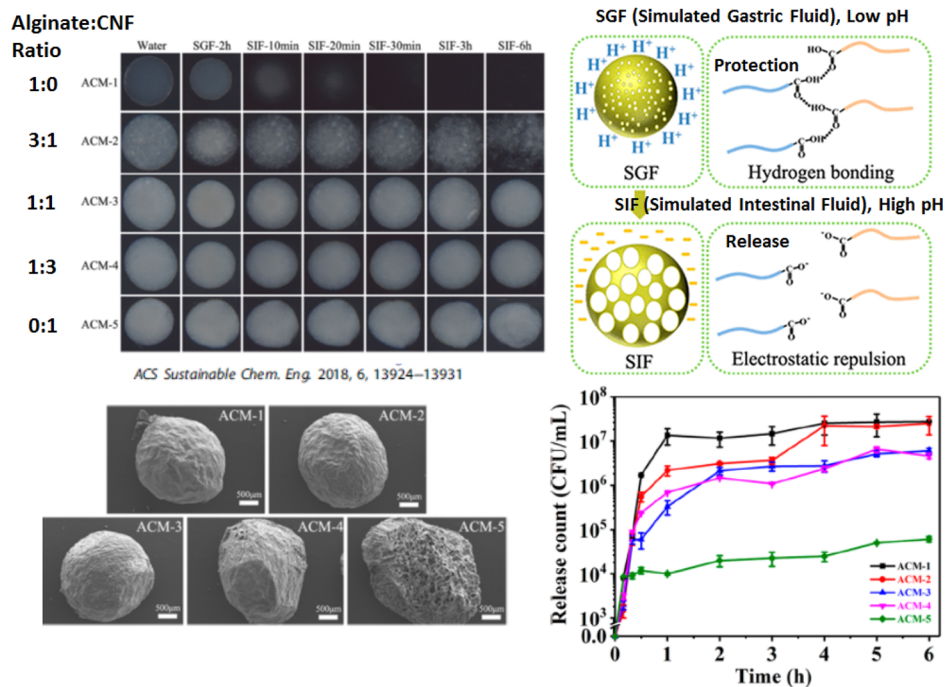 Alginate:CNF
Ratio
Water SGF-2h SIF-10min SIF-20min SIF-30min SIF-3h SIF-6h
1:0 ACM-1
3:1 ACM-2
1:1 ACM-3
1:3 ACM-4
0:1 ACM-5
ACS Sustainable Chem. Eng. 2018, 6, 13924−13931
SGF (Simulated Gastric Fluid), Low pH
H⁺ H⁺ H⁺ H⁺ H⁺ H⁺ H⁺ H⁺ H⁺ H⁺ H⁺ H⁺ H⁺
SGF
Protection
HO C O
C OH O
HO C O
C OH O
Hydrogen bonding
SIF (Simulated Intestinal Fluid), High pH
SIF
Release
⁻O C O
C O⁻ O
⁻O C O
C O⁻ O
Electrostatic repulsion
ACM-1
500μm
ACM-2
500μm
ACM-3
500μm
ACM-4
500μm
ACM-5
500μm
Release count (CFU/mL)
10⁸
10⁷
10⁶
10⁵
10⁴
10³
0.0
0 1 2 3 4 5 6
Time (h)
ACM-1
ACM-2
ACM-3
ACM-4
ACM-5